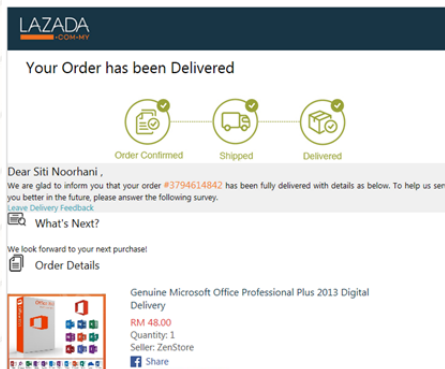 LAZADA
.COM.MY
Your Order has been Delivered
Order Confirmed Shipped Delivered
Dear Siti Noorhani ,
We are glad to inform you that your order #3794614842 has been fully delivered with details as below. To help us serv
you better in the future, please answer the following survey.
Leave Delivery Feedback
What's Next?
We look forward to your next purchase!
Order Details
Genuine Microsoft Office Professional Plus 2013 Digital
Delivery
RM 48.00
Quantity: 1
Seller: ZenStore
Share